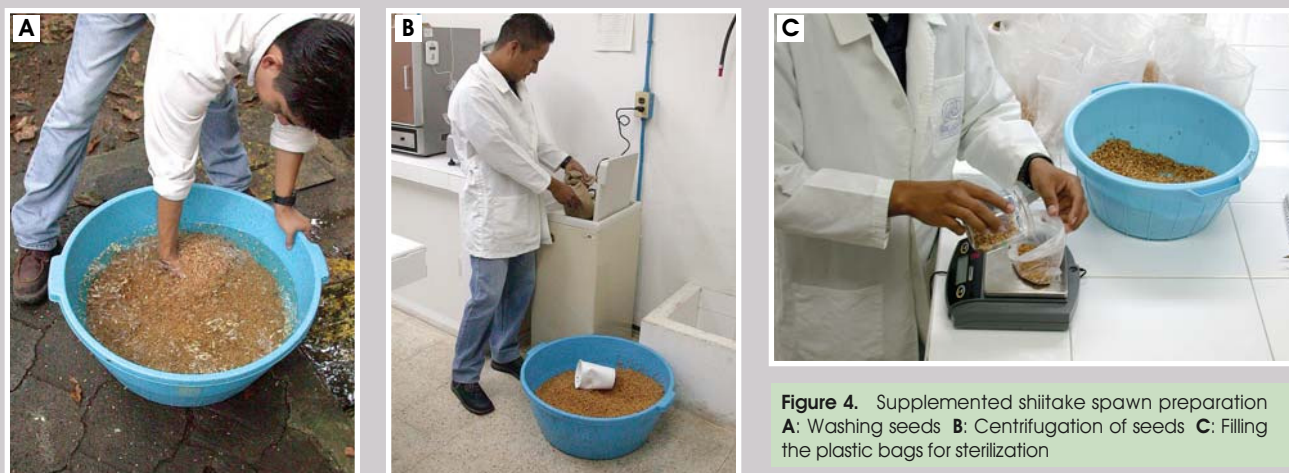 A
B
C
Figure 4. Supplemented shiitake spawn preparation
A: Washing seeds B: Centrifugation of seeds C: Filling
the plastic bags for sterilization